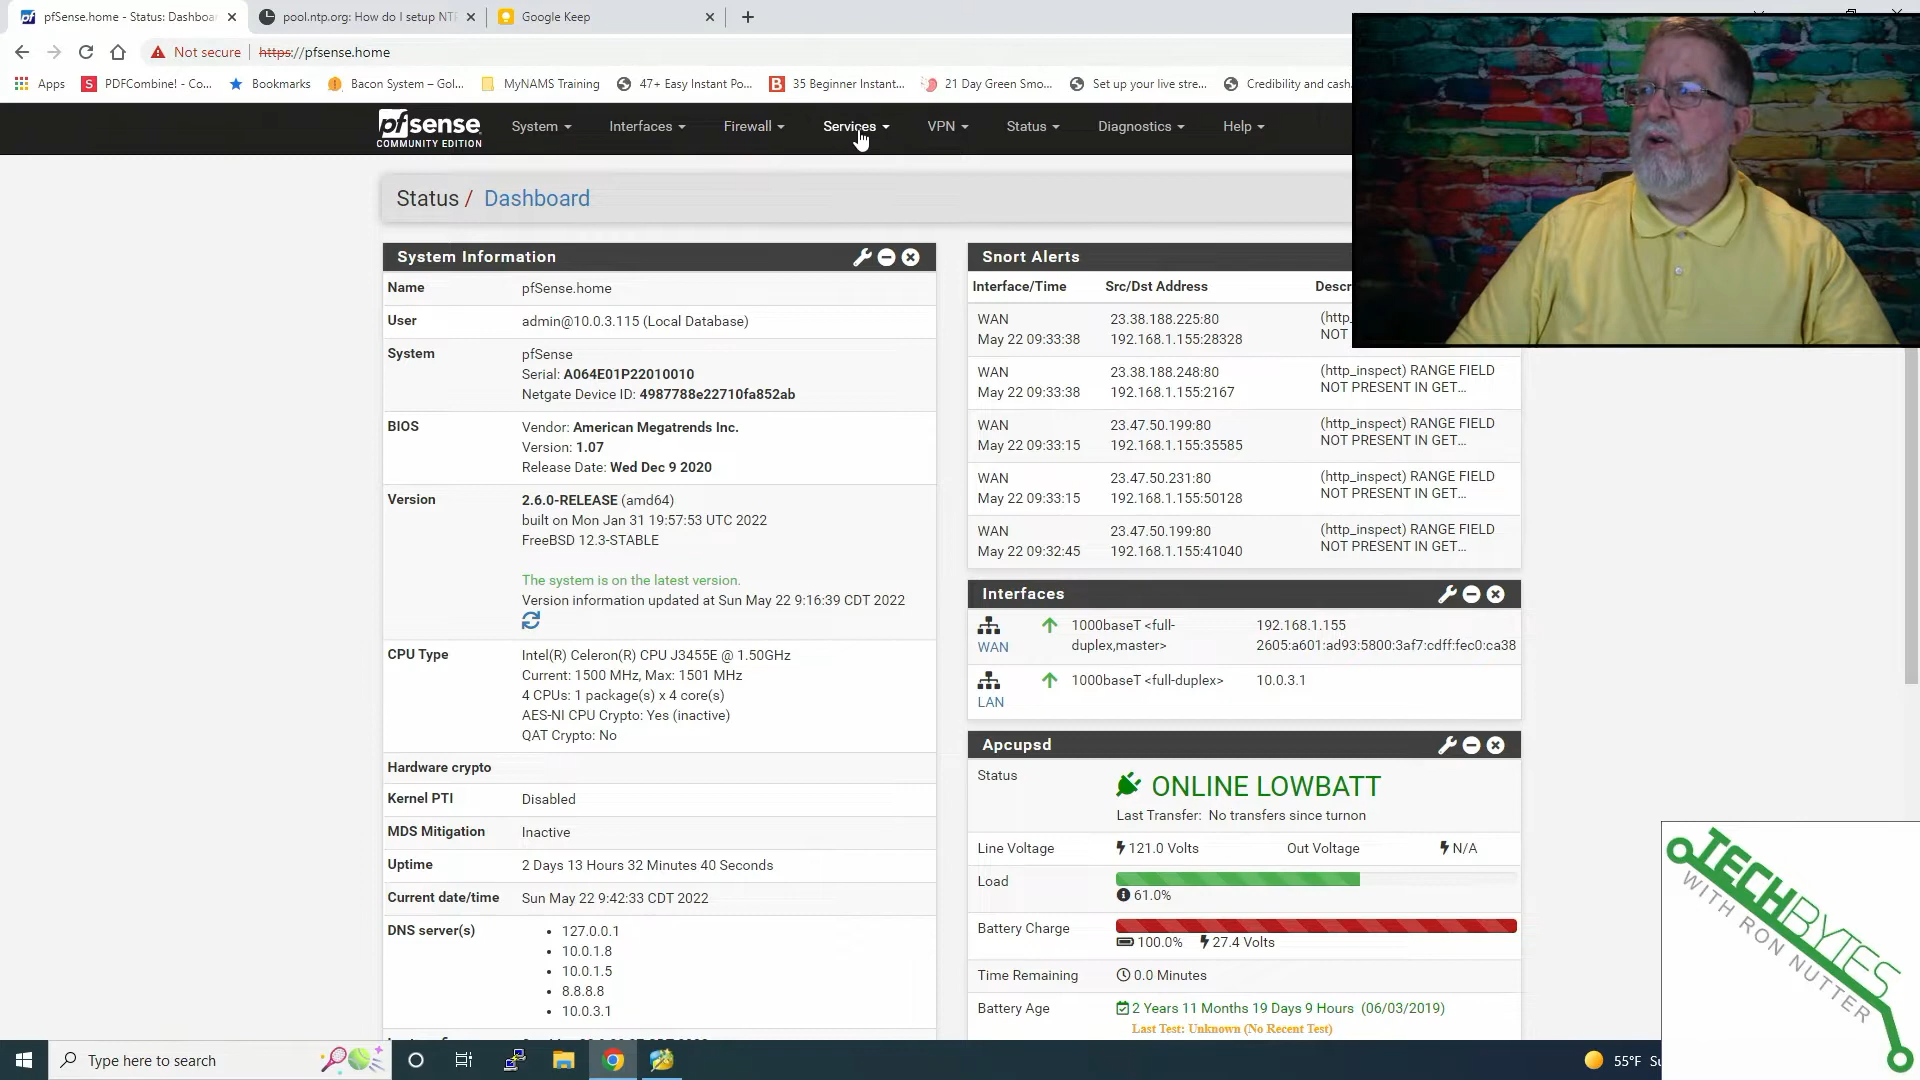 pfSense.home - Status: Dashboa
pool.ntp.org: How do I setup NTP
Google Keep
Not secure
https://pfsense.home
Apps
PDFCombine! - Co...
Bookmarks
Bacon System – Gol...
MyNAMS Training
47+ Easy Instant Po...
35 Beginner Instant...
21 Day Green Smo...
Set up your live stre...
Credibility and cash
pfsense
COMMUNITY EDITION
System
Interfaces
Firewall
Services
VPN
Status
Diagnostics
Help
Status / Dashboard
System Information
Name pfSense.home
User admin@10.0.3.115 (Local Database)
System pfSense
Serial: A064E01P22010010
Netgate Device ID: 4987788e22710fa852ab
BIOS Vendor: American Megatrends Inc.
Version: 1.07
Release Date: Wed Dec 9 2020
Version 2.6.0-RELEASE (amd64)
built on Mon Jan 31 19:57:53 UTC 2022
FreeBSD 12.3-STABLE
The system is on the latest version.
Version information updated at Sun May 22 9:16:39 CDT 2022
CPU Type Intel(R) Celeron(R) CPU J3455E @ 1.50GHz
Current: 1500 MHz, Max: 1501 MHz
4 CPUs: 1 package(s) x 4 core(s)
AES-NI CPU Crypto: Yes (inactive)
QAT Crypto: No
Hardware crypto
Kernel PTI Disabled
MDS Mitigation Inactive
Uptime 2 Days 13 Hours 32 Minutes 40 Seconds
Current date/time Sun May 22 9:42:33 CDT 2022
DNS server(s) 127.0.0.1
10.0.1.8
10.0.1.5
8.8.8.8
10.0.3.1
Snort Alerts
Interface/Time Src/Dst Address Descr
WAN 23.38.188.225:80 (http_
May 22 09:33:38 192.168.1.155:28328 NOT
WAN 23.38.188.248:80 (http_inspect) RANGE FIELD
May 22 09:33:38 192.168.1.155:2167 NOT PRESENT IN GET...
WAN 23.47.50.199:80 (http_inspect) RANGE FIELD
May 22 09:33:15 192.168.1.155:35585 NOT PRESENT IN GET...
WAN 23.47.50.231:80 (http_inspect) RANGE FIELD
May 22 09:33:15 192.168.1.155:50128 NOT PRESENT IN GET...
WAN 23.47.50.199:80 (http_inspect) RANGE FIELD
May 22 09:32:45 192.168.1.155:41040 NOT PRESENT IN GET...
Interfaces
WAN 1000baseT <full- 192.168.1.155
duplex,master> 2605:a601:ad93:5800:3af7:cdff:fec0:ca38
LAN 1000baseT <full-duplex> 10.0.3.1
Apcupsd
Status ONLINE LOWBATT
Last Transfer: No transfers since turnon
Line Voltage 121.0 Volts Out Voltage N/A
Load 61.0%
Battery Charge 100.0% 27.4 Volts
Time Remaining 0.0 Minutes
Battery Age 2 Years 11 Months 19 Days 9 Hours (06/03/2019)
Last Test: Unknown (No Recent Test)
TECHBYTES
WITH RON NUTTER
Type here to search
55°F Su